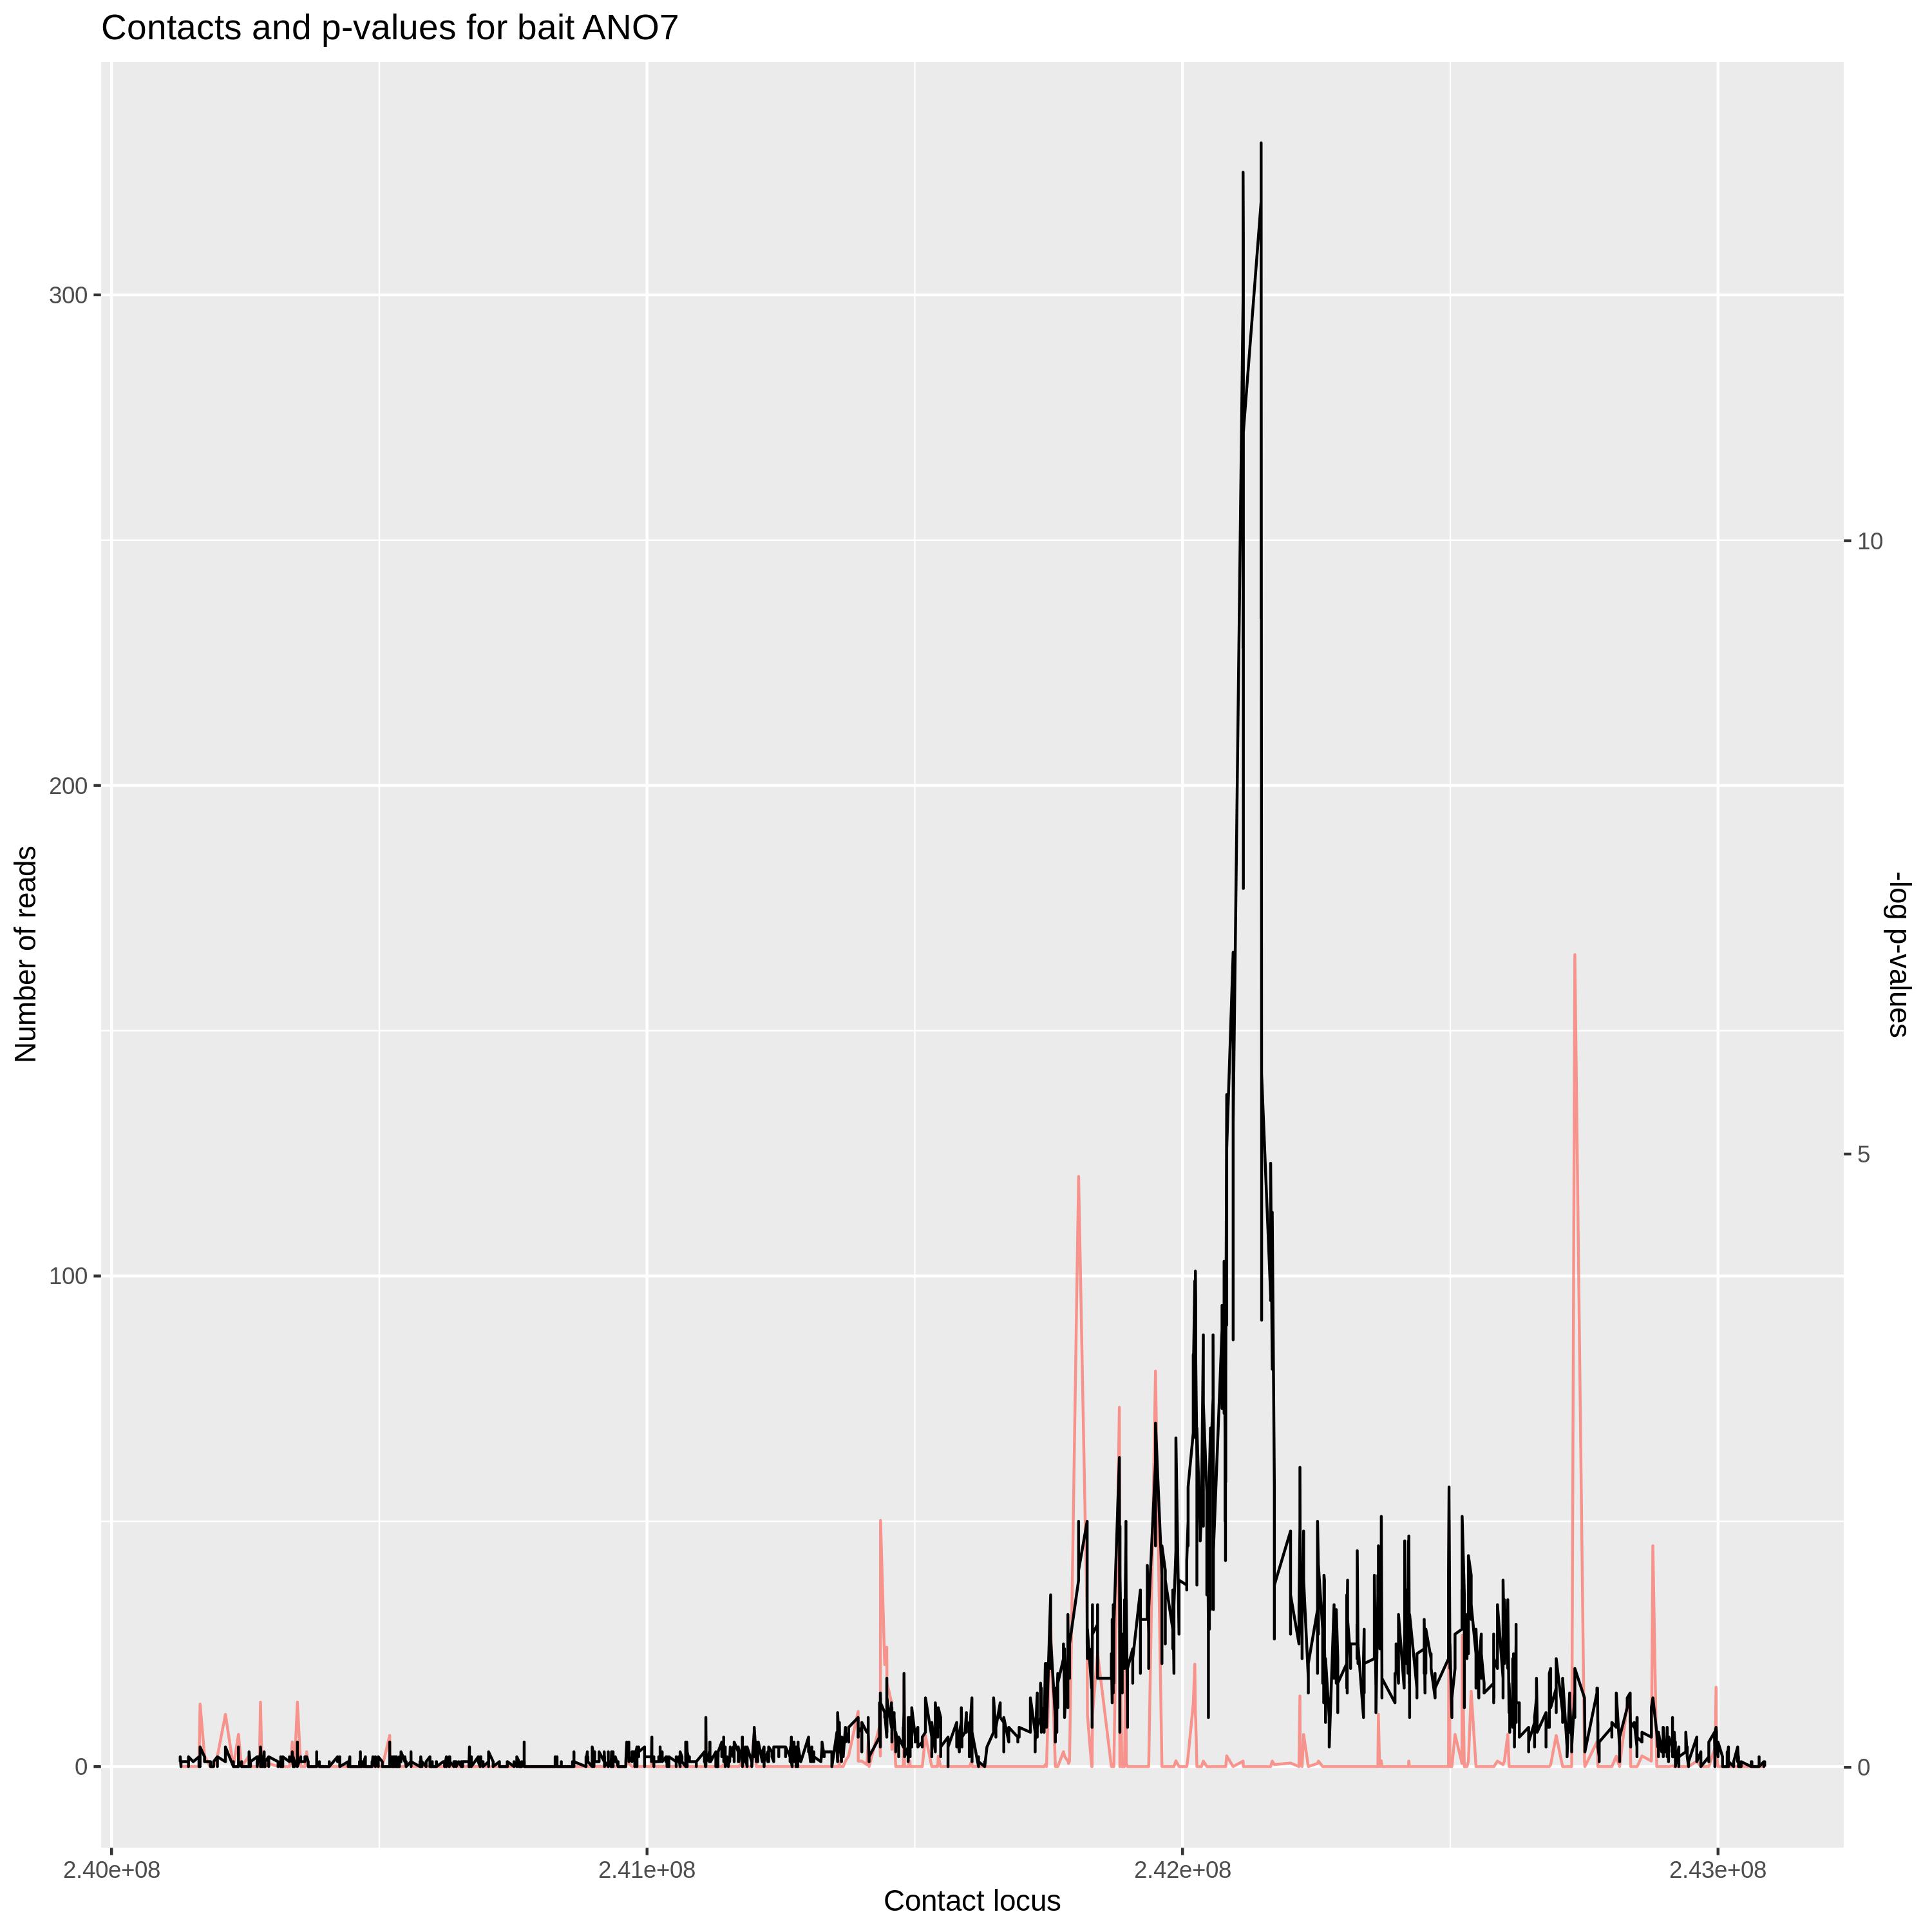 Contacts and p-values for bait ANO7
Number of reads
300
200
100
0
10
5
0
-log p-values
2.40e+08
2.41e+08
2.42e+08
2.43e+08
Contact locus